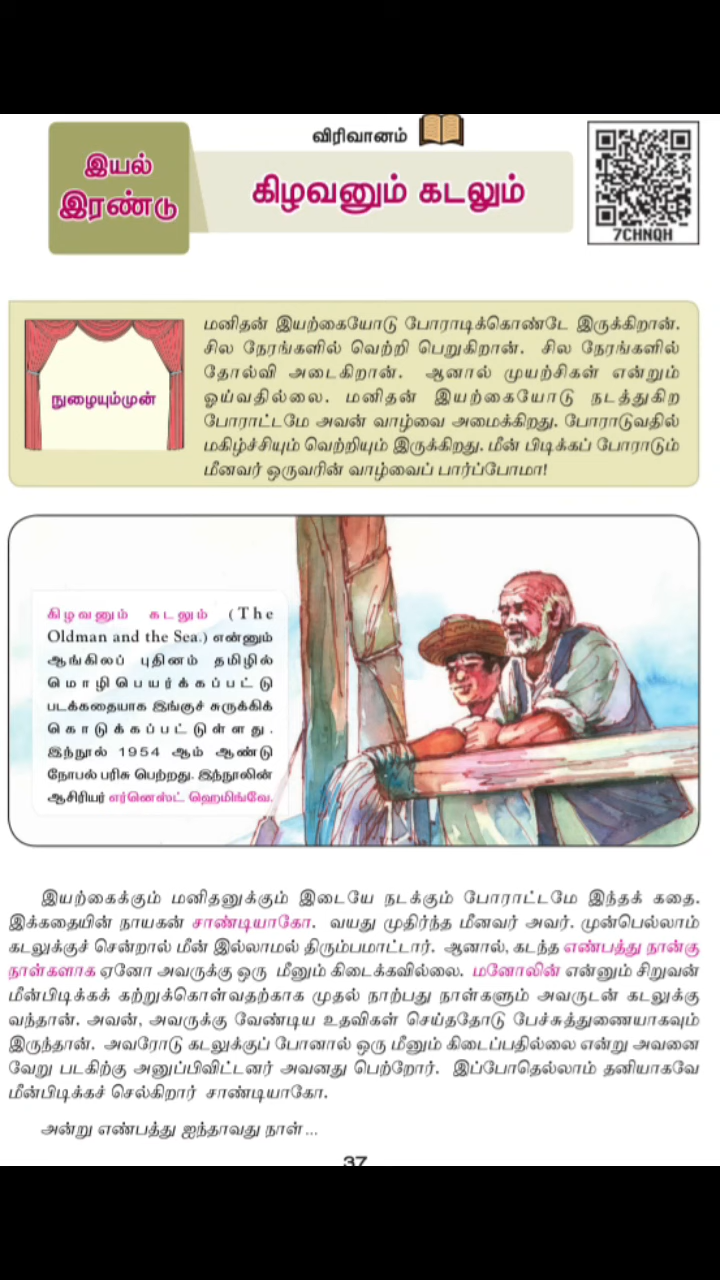 விரிவானம்
இயல்
இரண்டு
கிழவனும் கடலும்
7CHNQH
நுழையும்முன்
மனிதன் இயற்கையோடு போராடிக்கொண்டே இருக்கிறான்.
சில நேரங்களில் வெற்றி பெறுகிறான். சில நேரங்களில்
தோல்வி அடைகிறான். ஆனால் முயற்சிகள் என்றும்
ஓய்வதில்லை. மனிதன் இயற்கையோடு நடத்துகிற
போராட்டமே அவன் வாழ்வை அமைக்கிறது. போராடுவதில்
மகிழ்ச்சியும் வெற்றியும் இருக்கிறது. மீன் பிடிக்கப் போராடும்
மீனவர் ஒருவரின் வாழ்வைப் பார்ப்போமா!
கிழவனும் கடலும் (The
Oldman and the Sea.) என்னும்
ஆங்கிலப் புதினம் தமிழில்
மொழிபெயர்க்கப்பட்டு
படக்கதையாக இங்குச் சுருக்கிக்
கொடுக்கப்பட்டுள்ளது.
இந்நூல் 1954 ஆம் ஆண்டு
நோபல் பரிசு பெற்றது. இந்நூலின்
ஆசிரியர் எர்னெஸ்ட் ஹெமிங்வே.
இயற்கைக்கும் மனிதனுக்கும் இடையே நடக்கும் போராட்டமே இந்தக் கதை.
இக்கதையின் நாயகன் சாண்டியாகோ. வயது முதிர்ந்த மீனவர் அவர். முன்பெல்லாம்
கடலுக்குச் சென்றால் மீன் இல்லாமல் திரும்பமாட்டார். ஆனால், கடந்த எண்பத்து நான்கு
நாள்களாக ஏனோ அவருக்கு ஒரு மீனும் கிடைக்கவில்லை. மனோலின் என்னும் சிறுவன்
மீன்பிடிக்கக் கற்றுக்கொள்வதற்காக முதல் நாற்பது நாள்களும் அவருடன் கடலுக்கு
வந்தான். அவன், அவருக்கு வேண்டிய உதவிகள் செய்ததோடு பேச்சுத்துணையாகவும்
இருந்தான். அவரோடு கடலுக்குப் போனால் ஒரு மீனும் கிடைப்பதில்லை என்று அவனை
வேறு படகிற்கு அனுப்பிவிட்டனர் அவனது பெற்றோர். இப்போதெல்லாம் தனியாகவே
மீன்பிடிக்கச் செல்கிறார் சாண்டியாகோ.
அன்று எண்பத்து ஐந்தாவது நாள்...
37